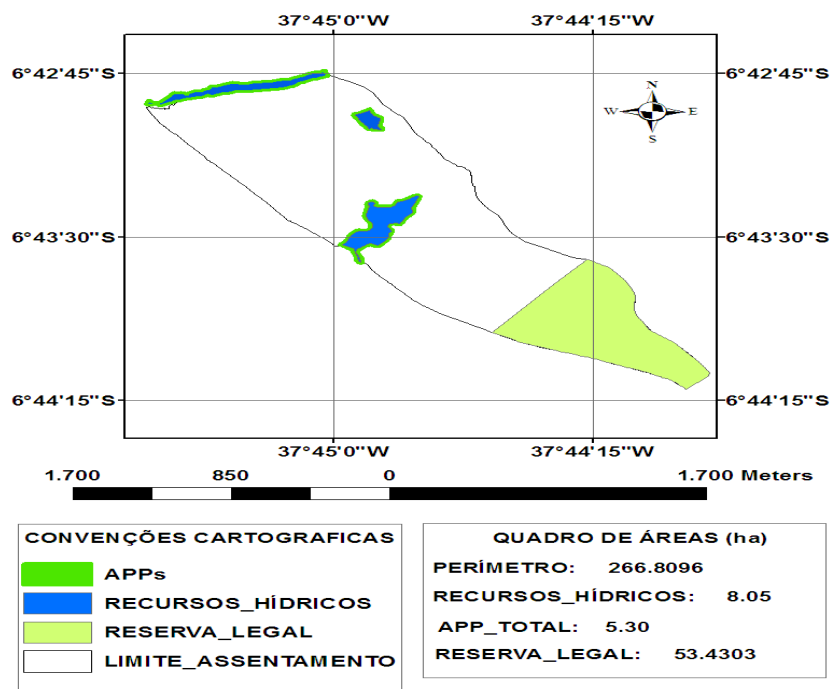 37°45'0"W 37°44'15"W
6°42'45"S 6°42'45"S
N
W E
S
6°43'30"S 6°43'30"S
6°44'15"S 6°44'15"S
37°45'0"W 37°44'15"W
1.700 850 0 1.700 Meters
CONVENÇÕES CARTOGRAFICAS
APPs
RECURSOS_HÍDRICOS
RESERVA_LEGAL
LIMITE_ASSENTAMENTO
QUADRO DE ÁREAS (ha)
PERÍMETRO: 266.8096
RECURSOS_HÍDRICOS: 8.05
APP_TOTAL: 5.30
RESERVA_LEGAL: 53.4303